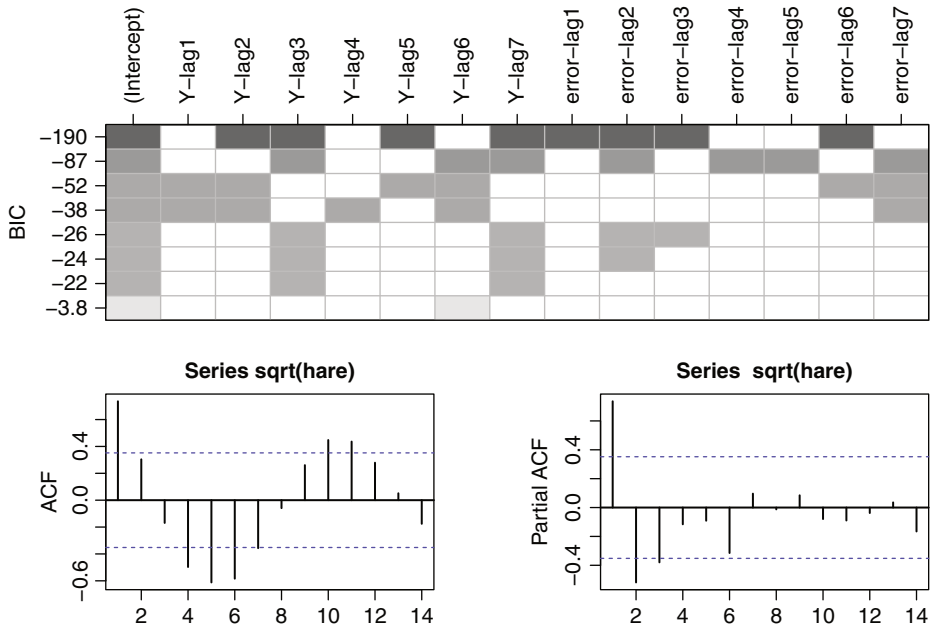 (Intercept)
Y−lag1
Y−lag2
Y−lag3
Y−lag4
Y−lag5
Y−lag6
Y−lag7
error−lag1
error−lag2
error−lag3
error−lag4
error−lag5
error−lag6
error−lag7
BIC
−190
−87
−52
−38
−26
−24
−22
−3.8
Series sqrt(hare)
ACF
0.4
0.0
−0.6
2 4 6 8 10 12 14
Series sqrt(hare)
Partial ACF
0.4
0.0
−0.4
2 4 6 8 10 12 14